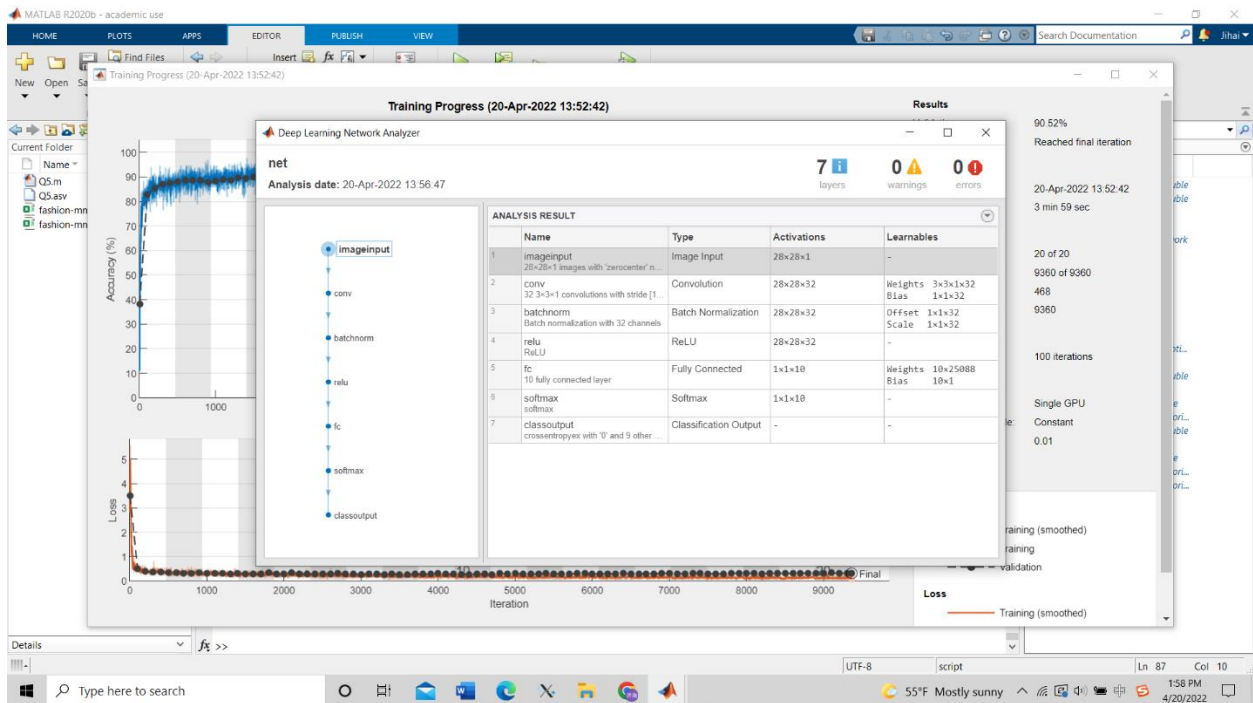 MATLAB R2020b - academic use
HOME PLOTS APPS EDITOR PUBLISH VIEW
Search Documentation
Jihai
Find Files Insert fx
New Open
Training Progress (20-Apr-2022 13:52:42)
Training Progress (20-Apr-2022 13:52:42)
Results
90.52%
Reached final iteration
20-Apr-2022 13:52:42
3 min 59 sec
20 of 20
9360 of 9360
468
9360
100 iterations
Single GPU
Constant
0.01
Current Folder
Name
Q5.m
Q5.asv
fashion-mn
fashion-mn
Accuracy (%)
100
90
80
70
60
50
40
30
20
10
0
0 1000
Deep Learning Network Analyzer
net
Analysis date: 20-Apr-2022 13:56:47
7 layers
0 warnings
0 errors
imageinput
conv
batchnorm
relu
fc
softmax
classoutput
ANALYSIS RESULT
Name Type Activations Learnables
1 imageinput Image Input 28×28×1 -
28×28×1 images with 'zerocenter' n...
2 conv Convolution 28×28×32 Weights 3×3×1×32
32 3×3×1 convolutions with stride [1... Bias 1×1×32
3 batchnorm Batch Normalization 28×28×32 Offset 1×1×32
Batch normalization with 32 channels Scale 1×1×32
4 relu ReLU 28×28×32 -
ReLU
5 fc Fully Connected 1×1×10 Weights 10×25088
10 fully connected layer Bias 10×1
6 softmax Softmax 1×1×10 -
softmax
7 classoutput Classification Output - -
crossentropyex with '0' and 9 other ...
Loss
5
4
3
2
1
0
0 1000 2000 3000 4000 5000 6000 7000 8000 9000
Iteration
10
20
Final
Training (smoothed)
Training
Validation
Loss
Training (smoothed)
Details
fx >>
UTF-8 script Ln 87 Col 10
Type here to search
55°F Mostly sunny
中
1:58 PM
4/20/2022